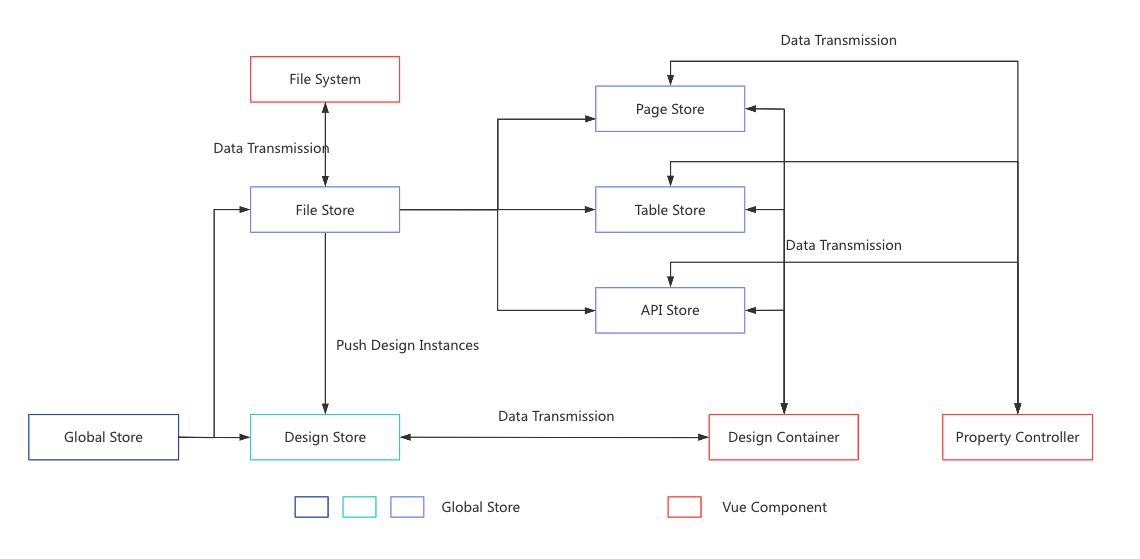 Data Transmission
File System
Page Store
Data Transmission
File Store
Table Store
Data Transmission
API Store
Push Design Instances
Data Transmission
Global Store
Design Store
Design Container
Property Controller
Global Store
Vue Component